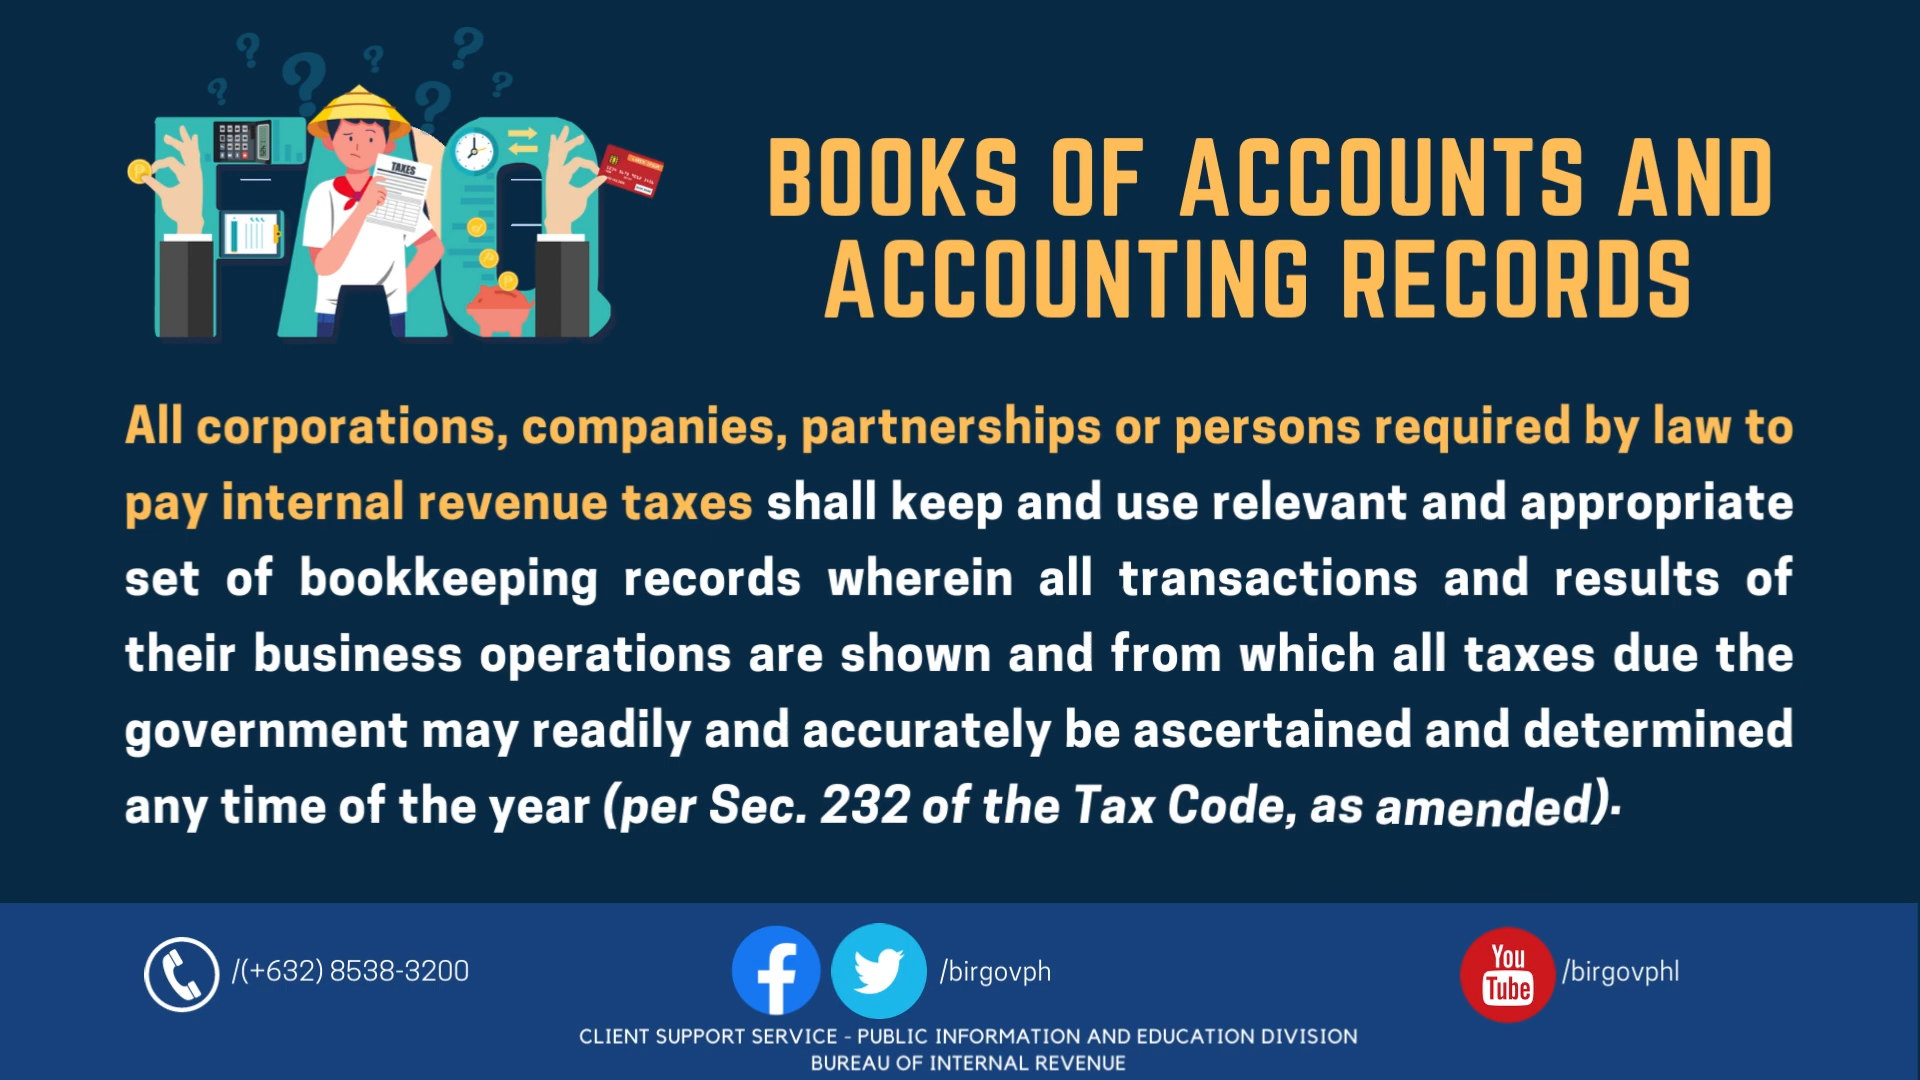 FAQ
TAXES
BOOKS OF ACCOUNTS AND
ACCOUNTING RECORDS
All corporations, companies, partnerships or persons required by law to
pay internal revenue taxes shall keep and use relevant and appropriate
set of bookkeeping records wherein all transactions and results of
their business operations are shown and from which all taxes due the
government may readily and accurately be ascertained and determined
any time of the year (per Sec. 232 of the Tax Code, as amended).
/(+632) 8538-3200
/birgovph
You
Tube
/birgovphl
CLIENT SUPPORT SERVICE - PUBLIC INFORMATION AND EDUCATION DIVISION
BUREAU OF INTERNAL REVENUE